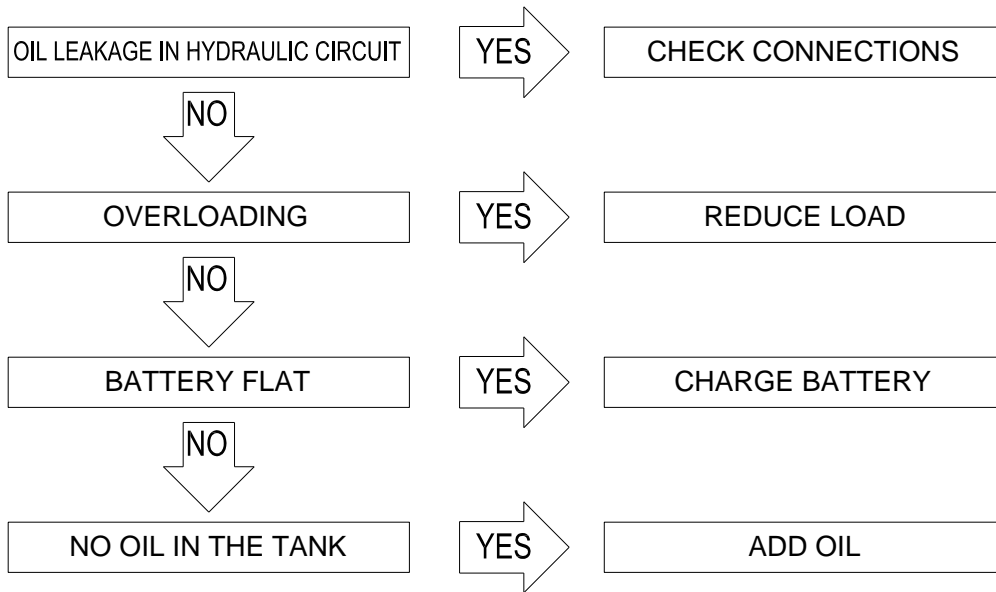 OIL LEAKAGE IN HYDRAULIC CIRCUIT
YES
CHECK CONNECTIONS
NO
OVERLOADING
YES
REDUCE LOAD
NO
BATTERY FLAT
YES
CHARGE BATTERY
NO
NO OIL IN THE TANK
YES
ADD OIL